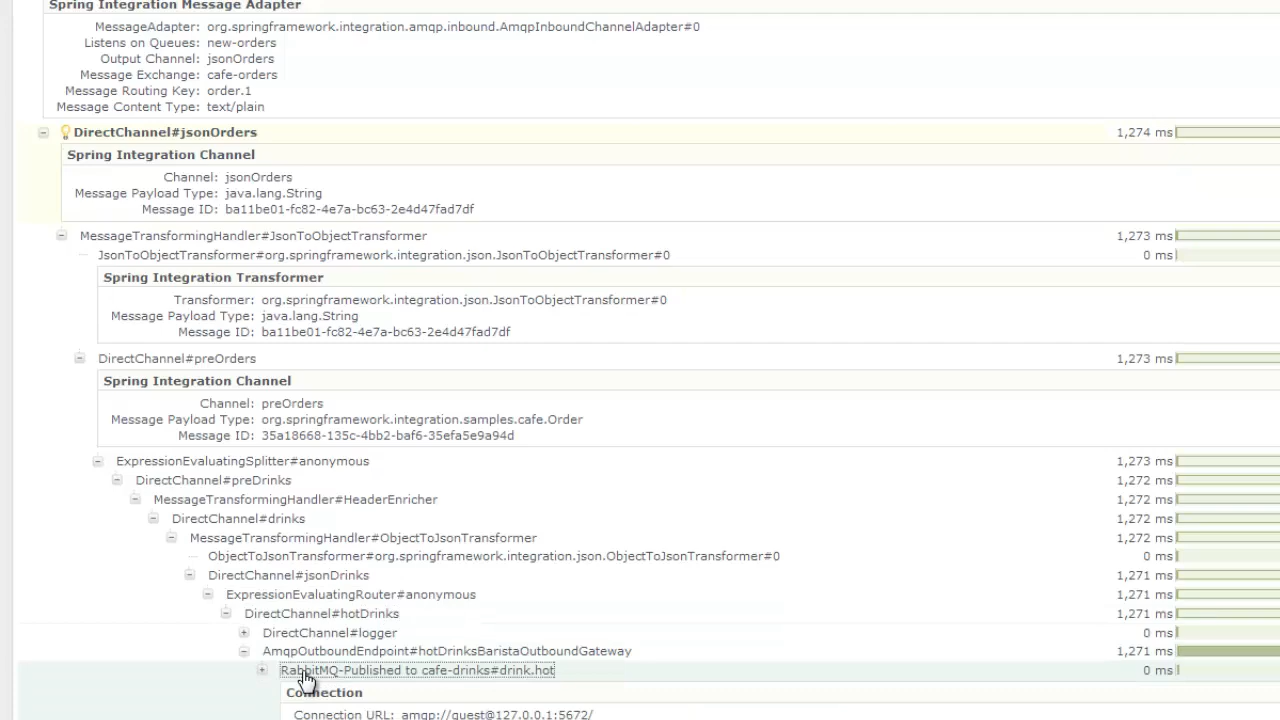 Spring Integration Message Adapter
MessageAdapter: org.springframework.integration.amqp.inbound.AmqpInboundChannelAdapter#0
Listens on Queues: new-orders
Output Channel: jsonOrders
Message Exchange: cafe-orders
Message Routing Key: order.1
Message Content Type: text/plain
DirectChannel#jsonOrders 1,274 ms
Spring Integration Channel
Channel: jsonOrders
Message Payload Type: java.lang.String
Message ID: ba11be01-fc82-4e7a-bc63-2e4d47fad7df
MessageTransformingHandler#JsonToObjectTransformer 1,273 ms
JsonToObjectTransformer#org.springframework.integration.json.JsonToObjectTransformer#0 0 ms
Spring Integration Transformer
Transformer: org.springframework.integration.json.JsonToObjectTransformer#0
Message Payload Type: java.lang.String
Message ID: ba11be01-fc82-4e7a-bc63-2e4d47fad7df
DirectChannel#preOrders 1,273 ms
Spring Integration Channel
Channel: preOrders
Message Payload Type: org.springframework.integration.samples.cafe.Order
Message ID: 35a18668-135c-4bb2-baf6-35efa5e9a94d
ExpressionEvaluatingSplitter#anonymous 1,273 ms
DirectChannel#preDrinks 1,272 ms
MessageTransformingHandler#HeaderEnricher 1,272 ms
DirectChannel#drinks 1,272 ms
MessageTransformingHandler#ObjectToJsonTransformer 1,272 ms
ObjectToJsonTransformer#org.springframework.integration.json.ObjectToJsonTransformer#0 0 ms
DirectChannel#jsonDrinks 1,271 ms
ExpressionEvaluatingRouter#anonymous 1,271 ms
DirectChannel#hotDrinks 1,271 ms
DirectChannel#logger 0 ms
AmqpOutboundEndpoint#hotDrinksBaristaOutboundGateway 1,271 ms
RabbitMQ-Published to cafe-drinks#drink.hot 0 ms
Connection
Connection URL: amqp://guest@127.0.0.1:5672/